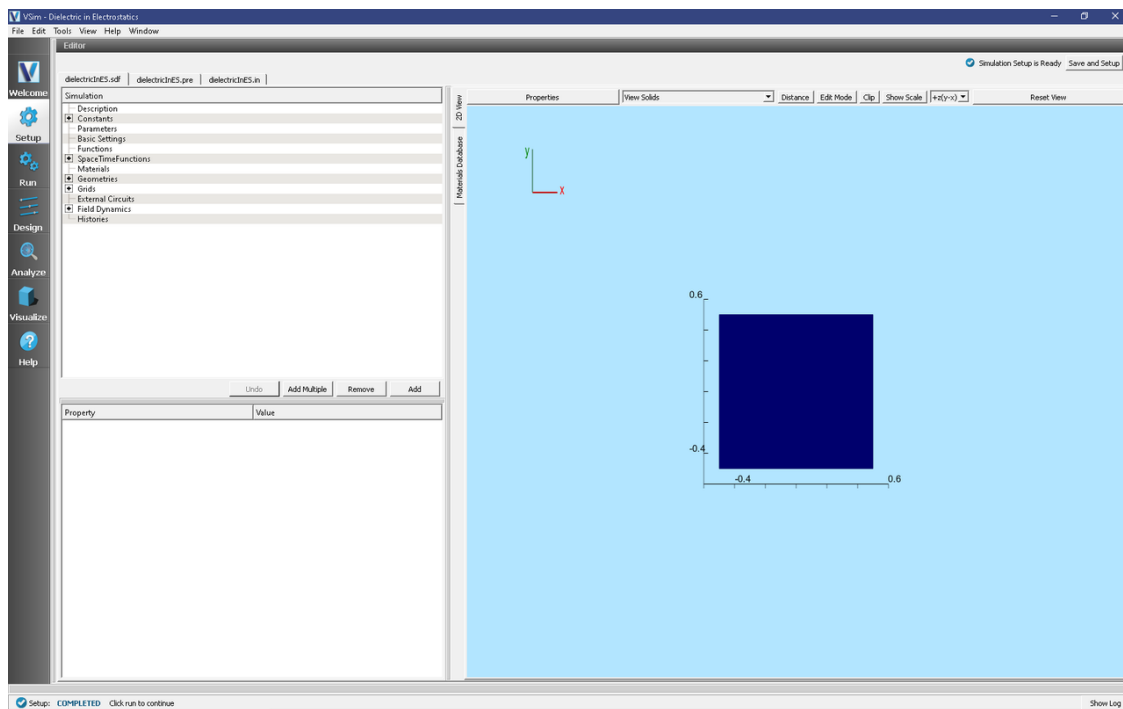 VSim - Dielectric in Electrostatics
File Edit Tools View Help Window
Editor
Simulation Setup is Ready Save and Setup
Welcome
Setup
Run
Design
Analyze
Visualize
Help
dielectricInES.sdf dielectricInES.pre dielectricInES.in
Simulation
Description
Constants
Parameters
Basic Settings
Functions
SpaceTimeFunctions
Materials
Geometries
Grids
External Circuits
Field Dynamics
Histories
Undo Add Multiple Remove Add
Property Value
2D View
Materials Database
Properties View Solids Distance Edit Mode Clip Show Scale +z(y-x) Reset View
y
x
0.6
-0.4
-0.4 0.6
Setup: COMPLETED Click run to continue Show Log